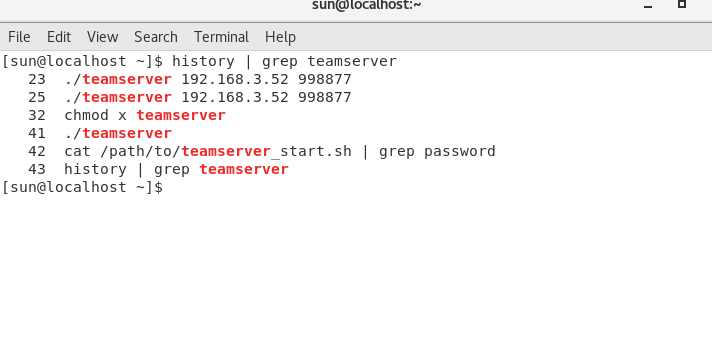 sun@localhost:~
File Edit View Search Terminal Help
[sun@localhost ~]$ history | grep teamserver
   23  ./teamserver 192.168.3.52 998877
   25  ./teamserver 192.168.3.52 998877
   32  chmod x teamserver
   41  ./teamserver
   42  cat /path/to/teamserver_start.sh | grep password
   43  history | grep teamserver
[sun@localhost ~]$